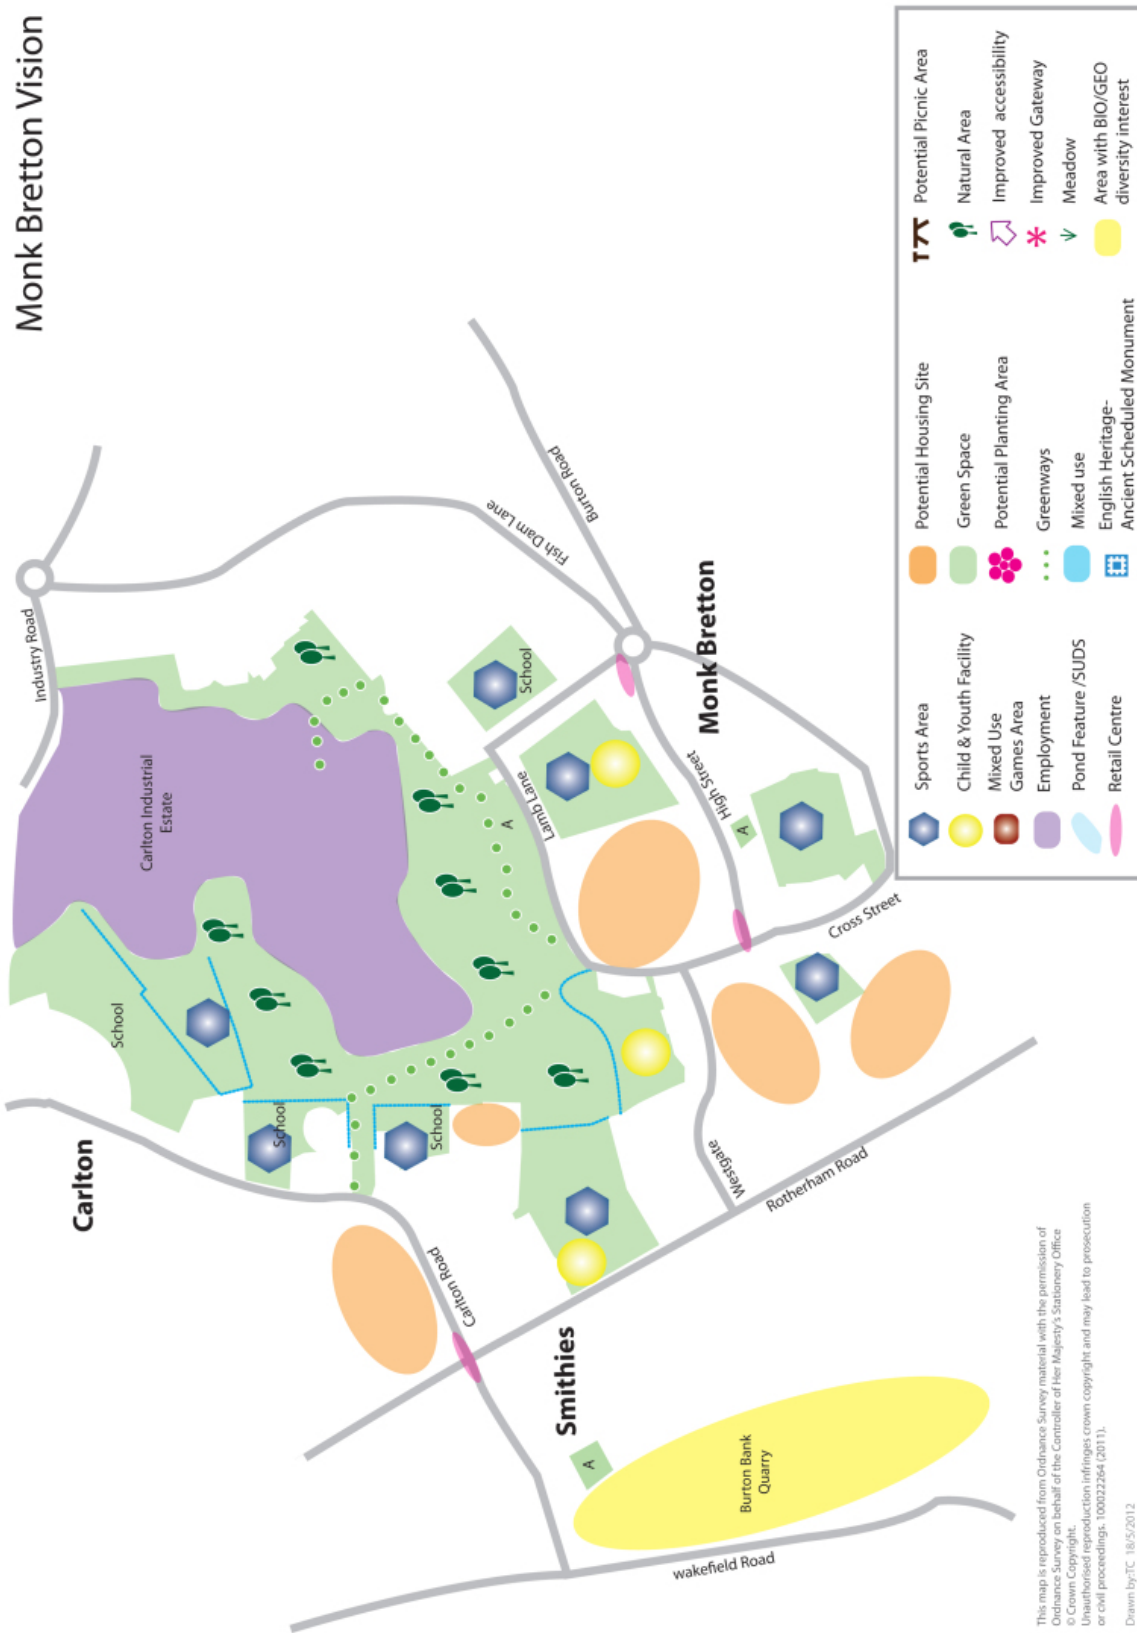 Monk Bretton Vision
Industry Road
Carlton Industrial
Estate
School
Carlton
School
School
School
Fish Dam Lane
Burton Road
Lamb Lane
A
Monk Bretton
High Street
A
Cross Street
Westgate
Rotherham Road
Carlton Road
Smithies
A
Burton Bank
Quarry
wakefield Road
Sports Area
Child & Youth Facility
Mixed Use
Games Area
Employment
Pond Feature /SUDS
Retail Centre
Potential Housing Site
Green Space
Potential Planting Area
Greenways
Mixed use
English Heritage-
Ancient Scheduled Monument
Potential Picnic Area
Natural Area
Improved accessibility
Improved Gateway
Meadow
Area with BIO/GEO
diversity interest
This map is reproduced from Ordnance Survey material with the permission of
Ordnance Survey on behalf of the Controller of Her Majesty's Stationery Office
© Crown Copyright.
Unauthorised reproduction infringes crown copyright and may lead to prosecution
or civil proceedings. 100022264 (2011).
Drawn by:TC 18/5/2012